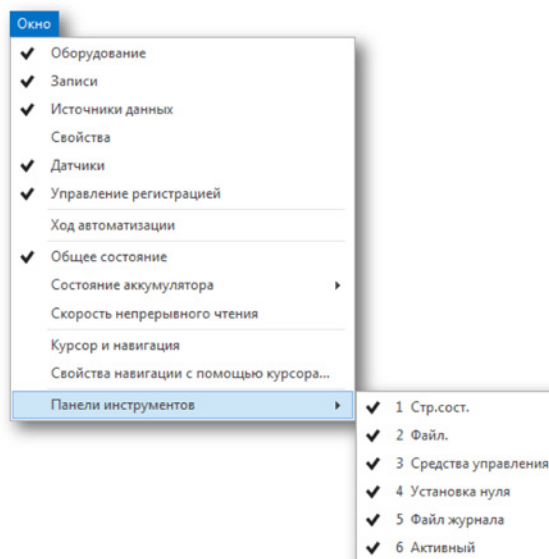 Окно
Оборудование
Записи
Источники данных
Свойства
Датчики
Управление регистрацией
Ход автоматизации
Общее состояние
Состояние аккумулятора
Скорость непрерывного чтения
Курсор и навигация
Свойства навигации с помощью курсора...
Панели инструментов
1 Стр.сост.
2 Файл.
3 Средства управления
4 Установка нуля
5 Файл журнала
6 Активный